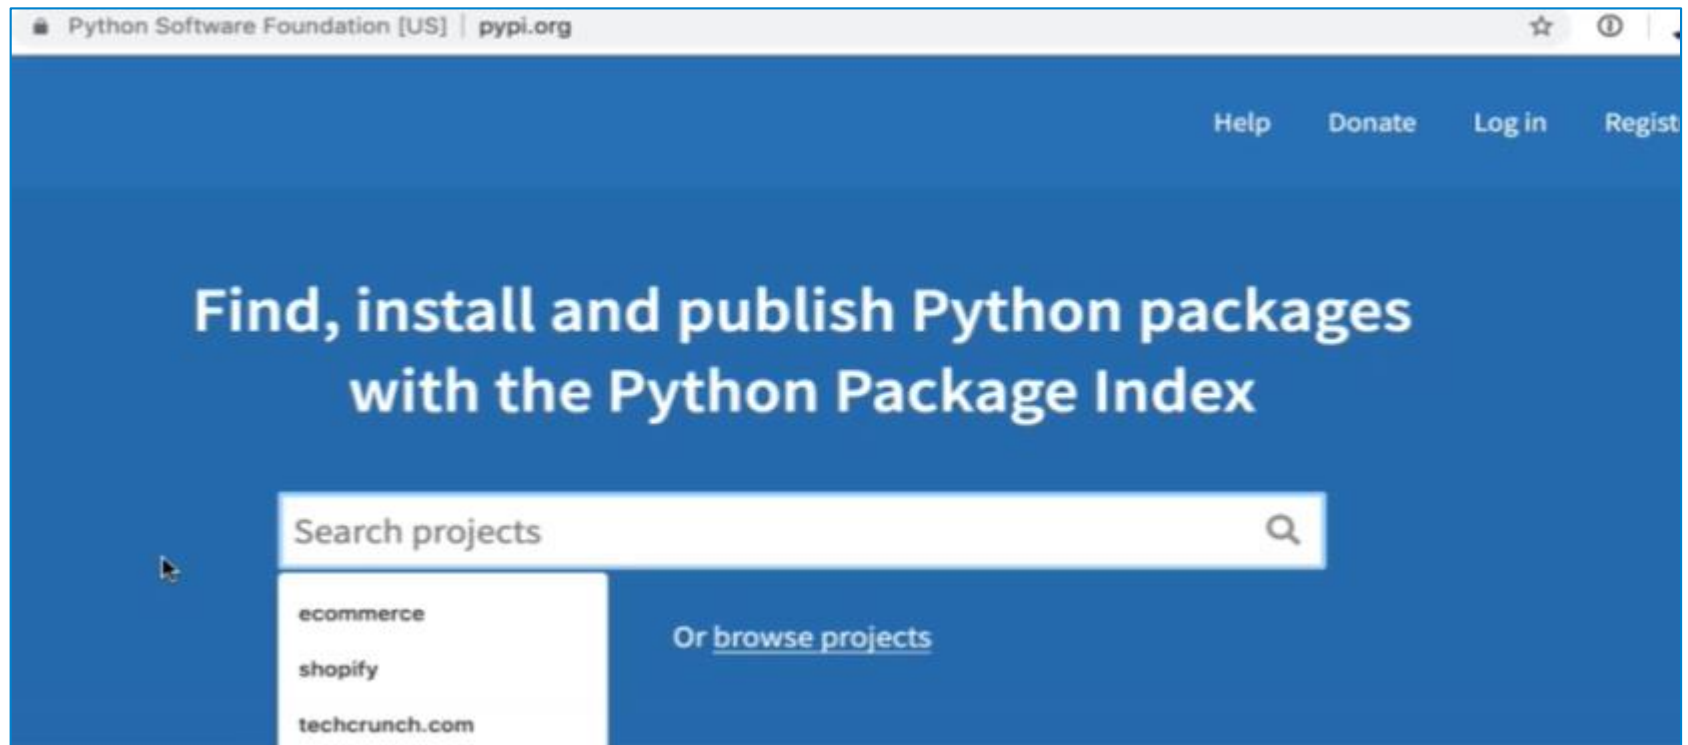 Python Software Foundation [US] | pypi.org
Help Donate Log in
Find, install and publish Python packages
with the Python Package Index
Search projects
ecommerce
Or browse projects
shopify
techcrunch.com